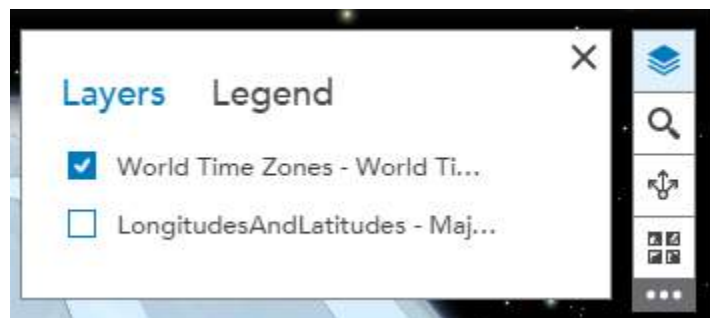 Layers Legend
World Time Zones - World Ti...
LongitudesAndLatitudes - Maj...